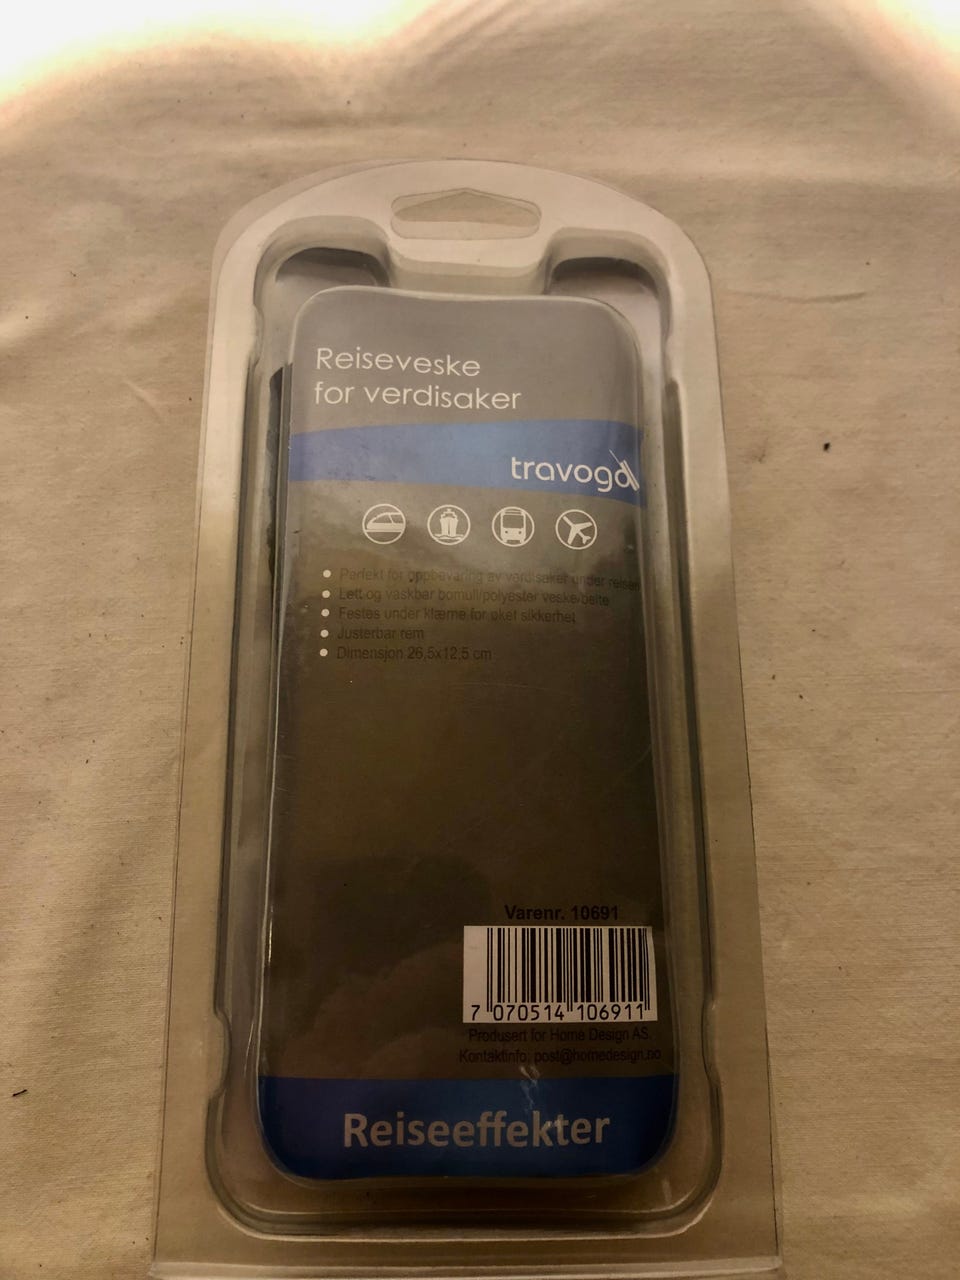 Reiseveske
for verdisaker
travogo
Perfekt for oppbevaring av verdisaker under reisen
Lett og vaskbar bomull/polyester veske/belte
Festes under klærne for øket sikkerhet
Justerbar rem
Dimensjon 26,5x12,5 cm
Varenr. 10691
7 070514 106911
Produsert for Home Design AS.
Kontaktinfo: post@homedesign.no
Reiseeffekter